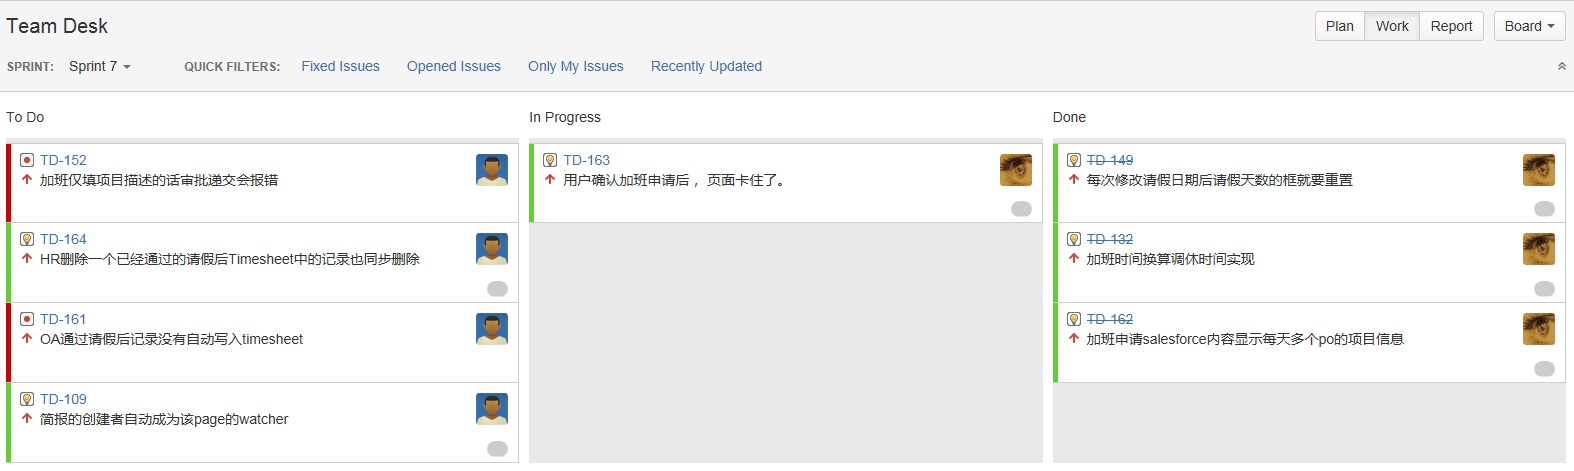 Team Desk
Plan Work Report Board
SPRINT: Sprint 7 QUICK FILTERS: Fixed Issues Opened Issues Only My Issues Recently Updated
To Do
TD-152
加班仅填项目描述的话审批递交会报错
TD-164
HR删除一个已经通过的请假后Timesheet中的记录也同步删除
TD-161
OA通过请假后记录没有自动写入timesheet
TD-109
简报的创建者自动成为该page的watcher
In Progress
TD-163
用户确认加班申请后，页面卡住了。
Done
TD-149
每次修改请假日期后请假天数的框就要重置
TD-132
加班时间换算调休时间实现
TD-162
加班申请salesforce内容显示每天多个po的项目信息